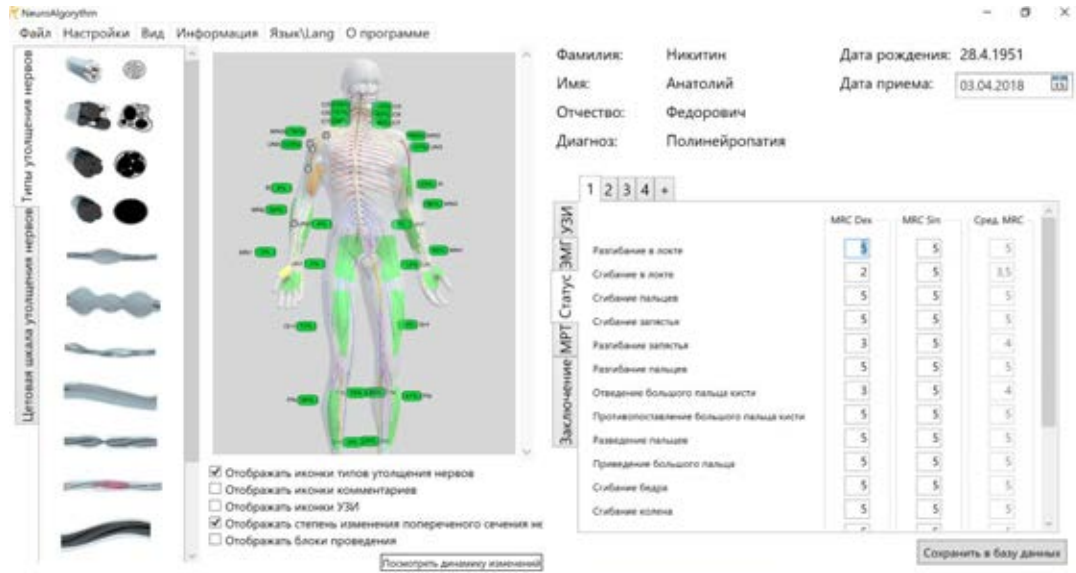 NeuroAlgorythm
Файл Настройки Вид Информация Язык\Lang О программе
Типы утолщения нервов
Цетовая шкала утолщения нервов
Отображать иконки типов утолщения нервов
Отображать иконки комментариев
Отображать иконки УЗИ
Отображать степень изменения попереченого сечения не
Отображать блоки проведения
Посмотреть динамику изменений
Фамилия: Никитин Дата рождения: 28.4.1951
Имя: Анатолий Дата приема: 03.04.2018
Отчество: Федорович
Диагноз: Полинейропатия
1 2 3 4 +
УЗИ
ЭМГ
Статус
МРТ
Заключение
MRC Dex MRC Sin Сред. MRC
Разгибание в локте 5 5 5
Сгибание в локте 2 5 3,5
Сгибание пальцев 5 5 5
Сгибание запястья 5 5 5
Разгибание запястья 3 5 4
Разгибание пальцев 5 5 5
Отведение большого пальца кисти 3 5 4
Противопоставление большого пальца кисти 5 5 5
Разведение пальцев 5 5 5
Приведение большого пальца 5 5 5
Сгибание бедра 5 5 5
Сгибание колена 5 5 5
Сохранить в базу данных